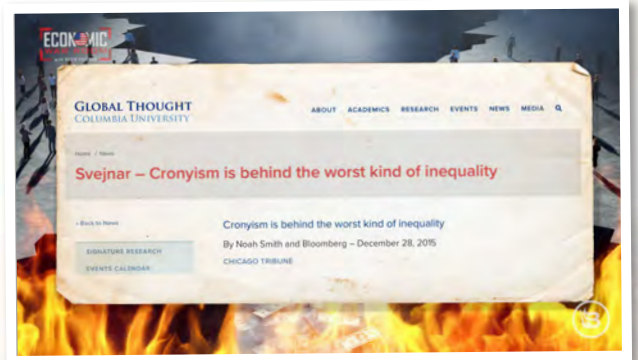 ECONOMIC
GLOBAL THOUGHT
COLUMBIA UNIVERSITY
ABOUT ACADEMICS RESEARCH EVENTS NEWS MEDIA
Home / News
Svejnar – Cronyism is behind the worst kind of inequality
‹ Back to News
Cronyism is behind the worst kind of inequality
By Noah Smith and Bloomberg – December 28, 2015
SIGNATURE RESEARCH
CHICAGO TRIBUNE
EVENTS CALENDAR
B